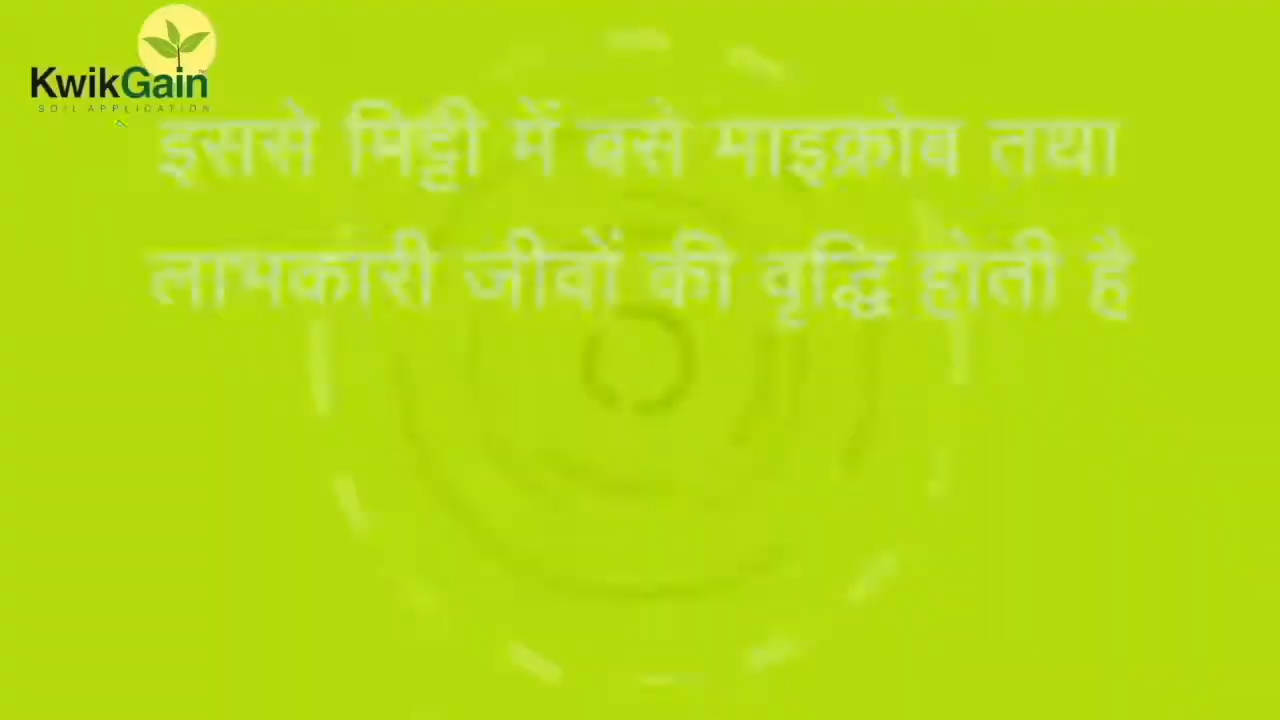 KwikGain
SOIL APPLICATION
इससे मिट्टी में बसे माइक्रोब तथा
लाभकारी जीवों की वृद्धि होती है